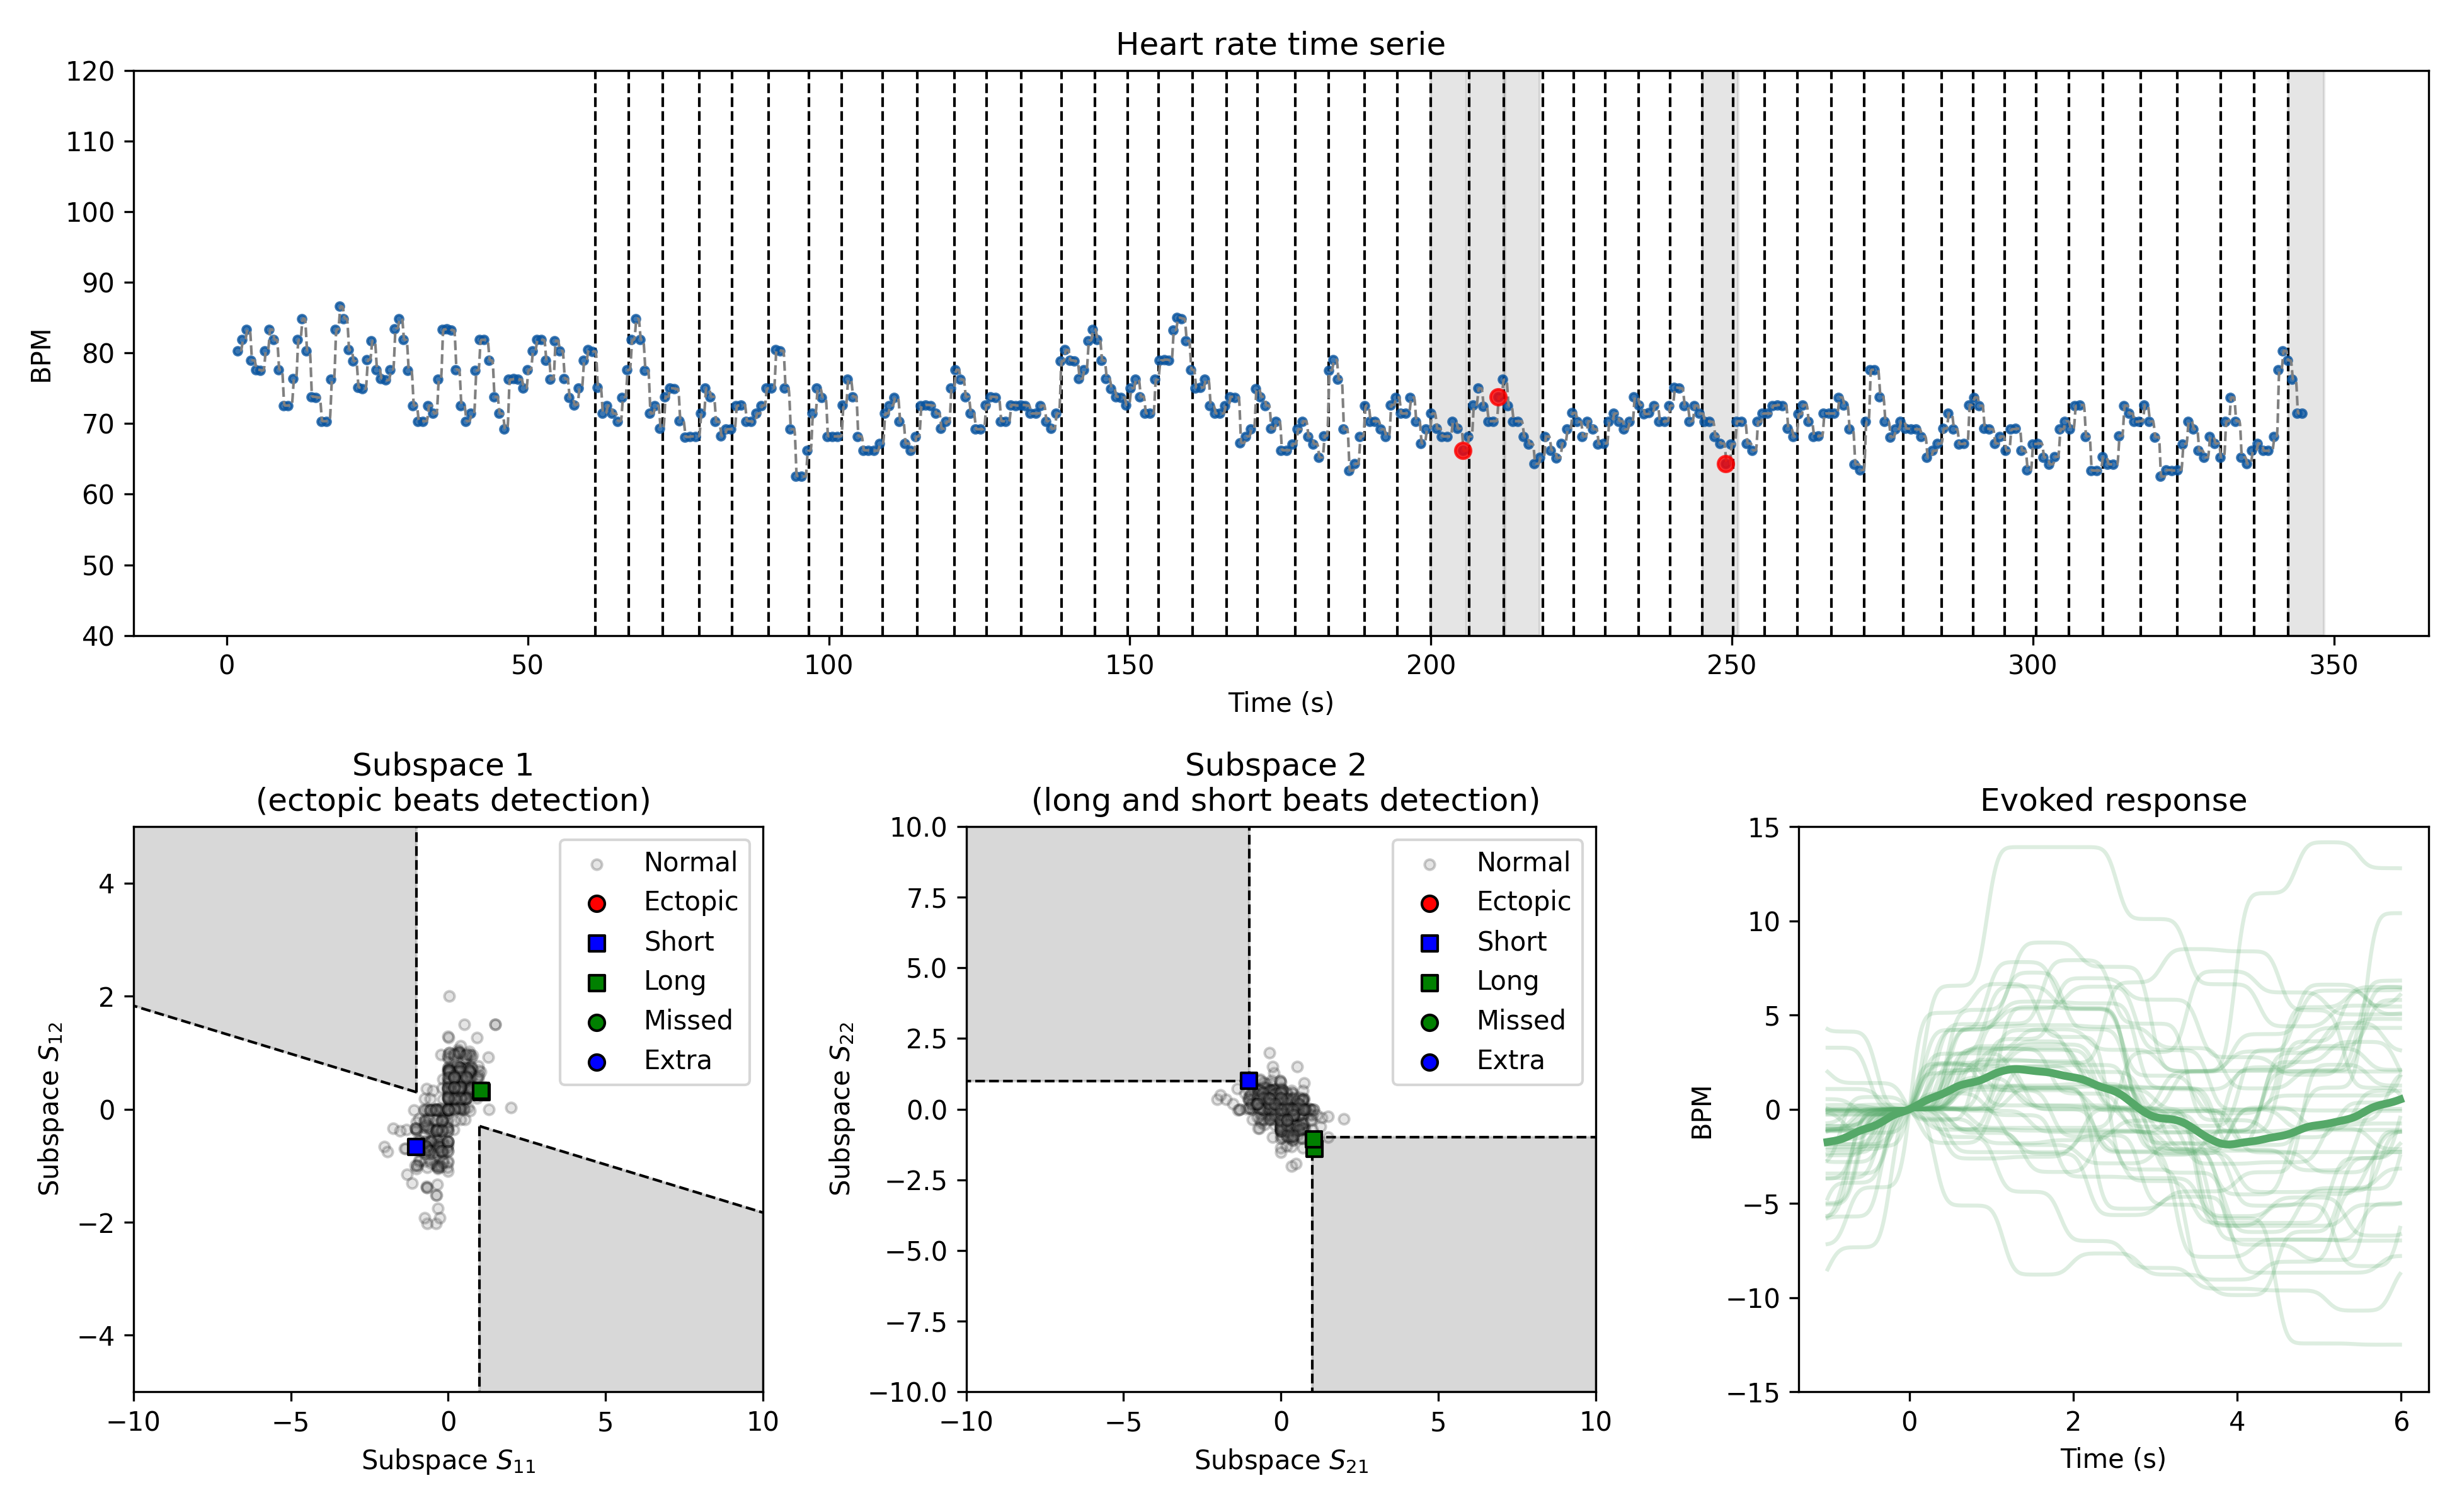 Heart rate time serie
120
110
100
90
80
70
60
50
40
BPM
0 50 100 150 200 250 300 350
Time (s)
Subspace 1
(ectopic beats detection)
4
2
0
−2
−4
Subspace S12
Normal
Ectopic
Short
Long
Missed
Extra
−10 −5 0 5 10
Subspace S11
Subspace 2
(long and short beats detection)
10.0
7.5
5.0
2.5
0.0
−2.5
−5.0
−7.5
−10.0
Subspace S22
Normal
Ectopic
Short
Long
Missed
Extra
−10 −5 0 5 10
Subspace S21
Evoked response
15
10
5
0
−5
−10
−15
BPM
0 2 4 6
Time (s)